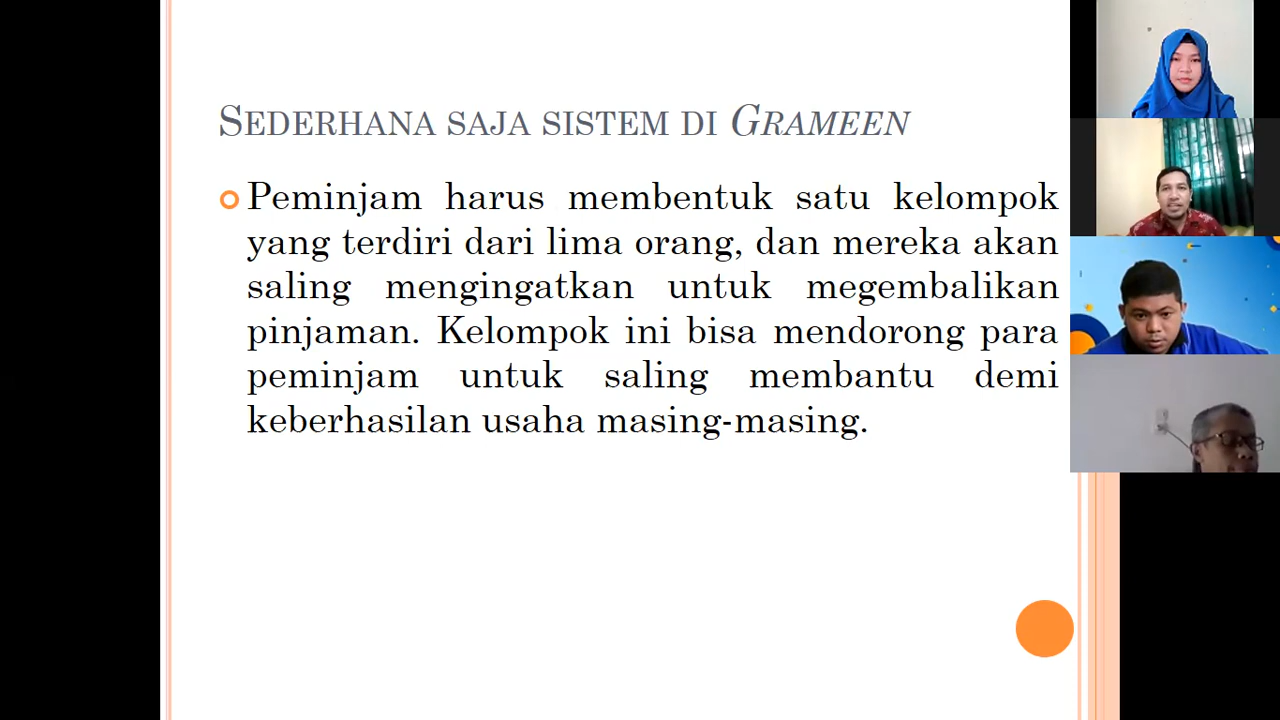 SEDERHANA SAJA SISTEM DI GRAMEEN
Peminjam harus membentuk satu kelompok
yang terdiri dari lima orang, dan mereka akan
saling mengingatkan untuk megembalikan
pinjaman. Kelompok ini bisa mendorong para
peminjam untuk saling membantu demi
keberhasilan usaha masing-masing.